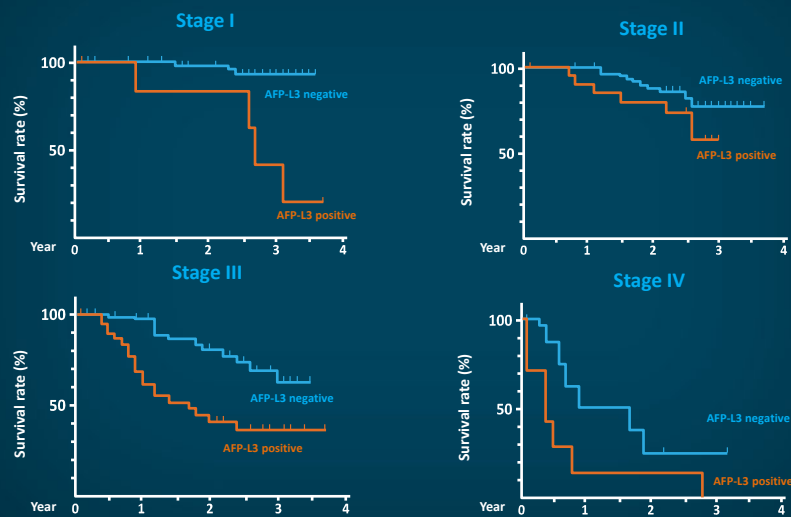 Stage I
Survival rate (%)
100
50
AFP-L3 negative
AFP-L3 positive
Year
0 1 2 3 4
Stage II
Survival rate (%)
100
50
AFP-L3 negative
AFP-L3 positive
Year
0 1 2 3 4
Stage III
Survival rate (%)
100
50
AFP-L3 negative
AFP-L3 positive
Year
0 1 2 3 4
Stage IV
Survival rate (%)
100
50
AFP-L3 negative
AFP-L3 positive
Year
0 1 2 3 4